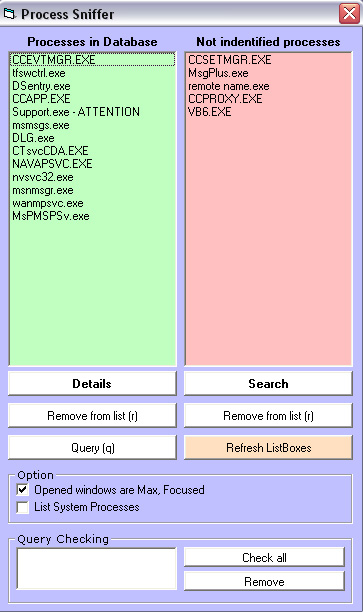 Process Sniffer
Processes in Database
Not indentified processes
CCEVTMGR.EXE
tfswctrl.exe
DSentry.exe
CCAPP.EXE
Support.exe - ATTENTION
msmsgs.exe
DLG.exe
CTsvcCDA.EXE
NAVAPSVC.EXE
nvsvc32.exe
msnmsgr.exe
wanmpsvc.exe
MsPMSPSv.exe
CCSETMGR.EXE
MsgPlus.exe
remote name.exe
CCPROXY.EXE
VB6.EXE
Details
Search
Remove from list (r)
Remove from list (r)
Query (q)
Refresh ListBoxes
Option
Opened windows are Max, Focused
List System Processes
Query Checking
Check all
Remove